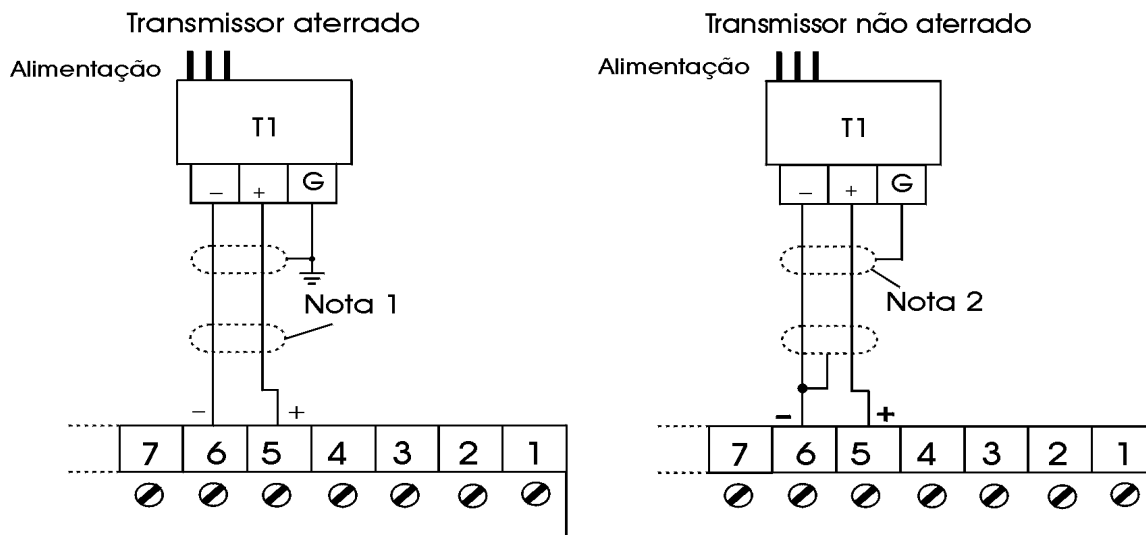 Transmissor aterrado
Alimentação
T1
− + G
Nota 1
− +
7 6 5 4 3 2 1
Transmissor não aterrado
Alimentação
T1
− + G
Nota 2
- +
7 6 5 4 3 2 1